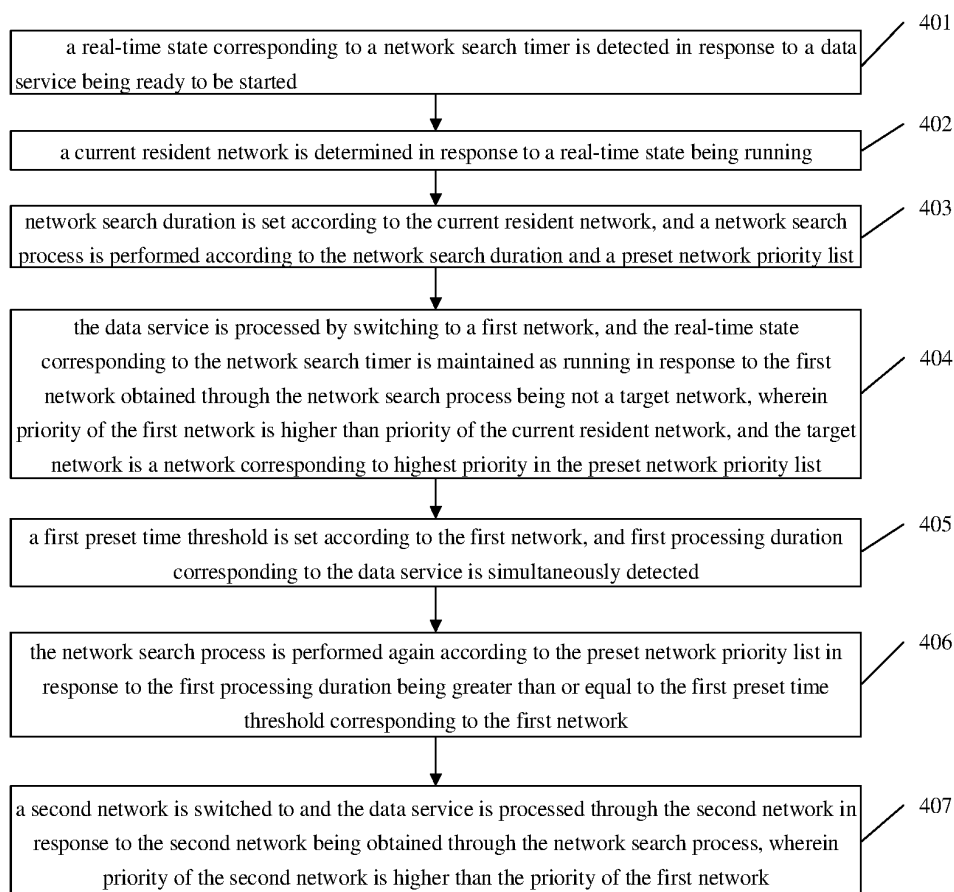 401
a real-time state corresponding to a network search timer is detected in response to a data
service being ready to be started
402
a current resident network is determined in response to a real-time state being running
403
network search duration is set according to the current resident network, and a network search
process is performed according to the network search duration and a preset network priority list
404
the data service is processed by switching to a first network, and the real-time state
corresponding to the network search timer is maintained as running in response to the first
network obtained through the network search process being not a target network, wherein
priority of the first network is higher than priority of the current resident network, and the target
network is a network corresponding to highest priority in the preset network priority list
405
a first preset time threshold is set according to the first network, and first processing duration
corresponding to the data service is simultaneously detected
406
the network search process is performed again according to the preset network priority list in
response to the first processing duration being greater than or equal to the first preset time
threshold corresponding to the first network
407
a second network is switched to and the data service is processed through the second network in
response to the second network being obtained through the network search process, wherein
priority of the second network is higher than the priority of the first network